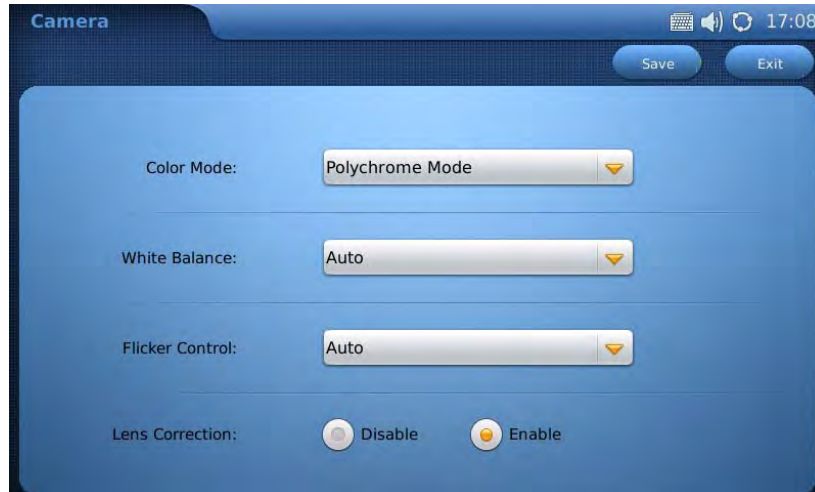 Camera 17:08
Save Exit
Color Mode: Polychrome Mode
White Balance: Auto
Flicker Control: Auto
Lens Correction: Disable Enable